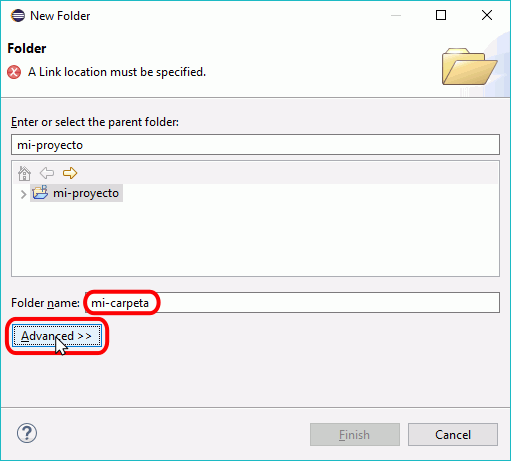 New Folder
Folder
A Link location must be specified.
Enter or select the parent folder:
mi-proyecto
mi-proyecto
Folder name: mi-carpeta
Advanced >>
? Finish Cancel